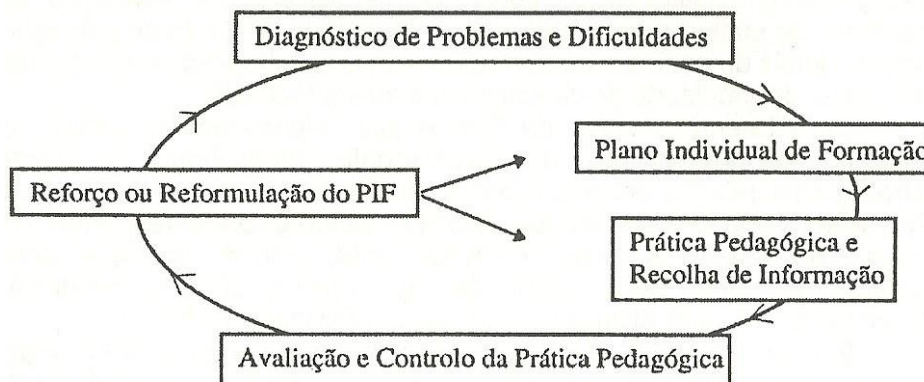 Diagnóstico de Problemas e Dificuldades
Plano Individual de Formação
Reforço ou Reformulação do PIF
Prática Pedagógica e
Recolha de Informação
Avaliação e Controlo da Prática Pedagógica